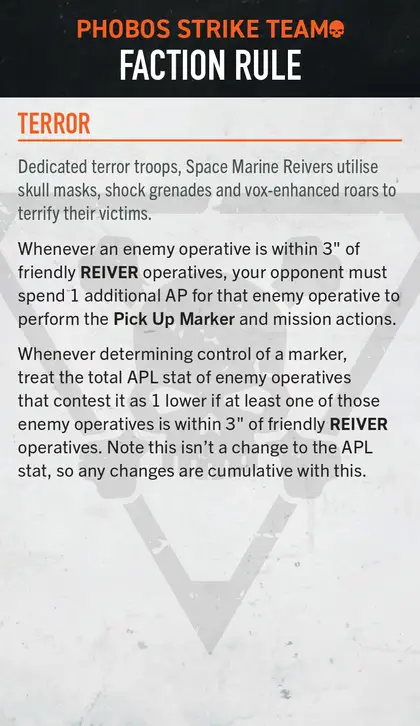 PHOBOS STRIKE TEAM
FACTION RULE
TERROR
Dedicated terror troops, Space Marine Reivers utilise
skull masks, shock grenades and vox-enhanced roars to
terrify their victims.
Whenever an enemy operative is within 3" of
friendly REIVER operatives, your opponent must
spend 1 additional AP for that enemy operative to
perform the Pick Up Marker and mission actions.
Whenever determining control of a marker,
treat the total APL stat of enemy operatives
that contest it as 1 lower if at least one of those
enemy operatives is within 3" of friendly REIVER
operatives. Note this isn't a change to the APL
stat, so any changes are cumulative with this.